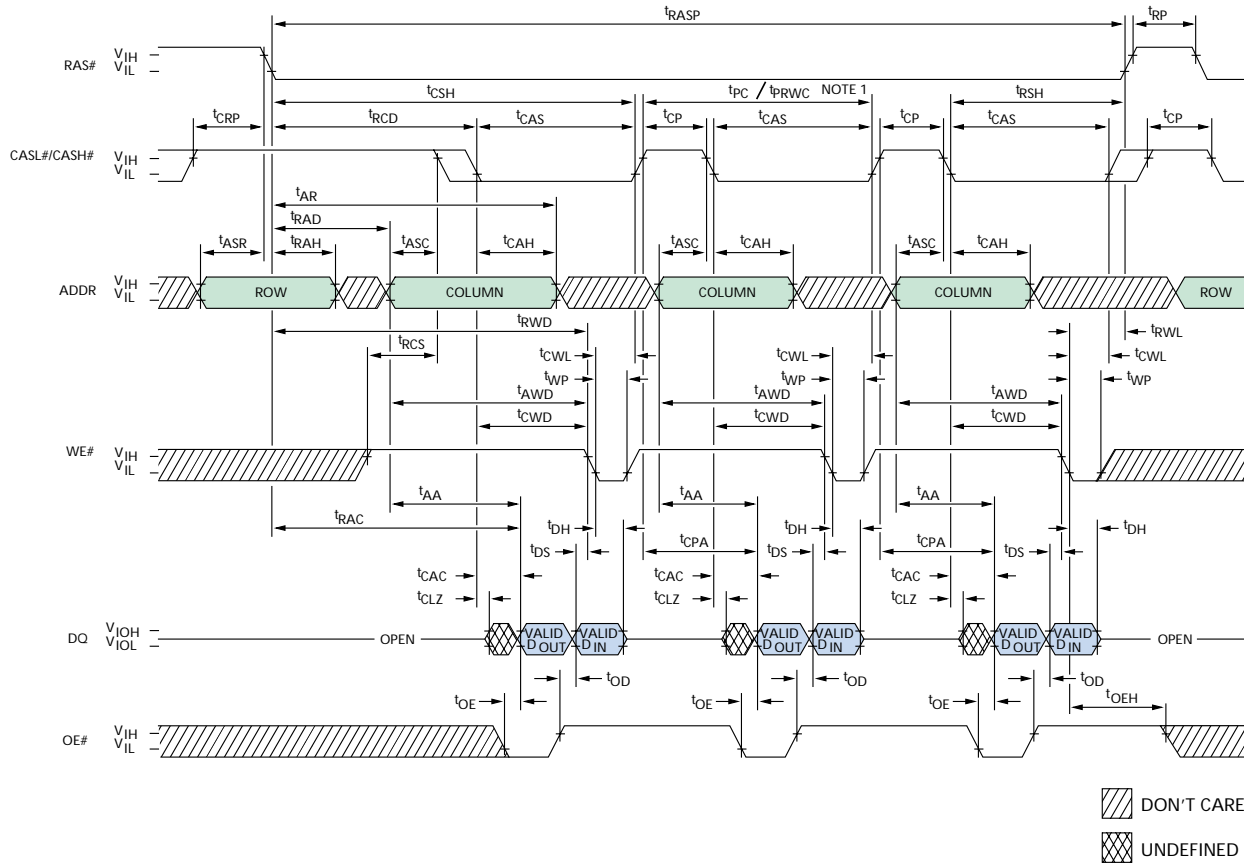 tRASP tRP
RAS# VIH
VIL
tCSH tPC / tPRWC NOTE 1 tRSH
tCRP tRCD tCAS tCP tCAS tCP tCAS tCP
CASL#/CASH# VIH
VIL
tAR
tRAD
tASR tRAH tASC tCAH tASC tCAH tASC tCAH
ADDR VIH
VIL
ROW COLUMN COLUMN COLUMN ROW
tRWD tRWL
tRCS tCWL tCWL tCWL
tWP tWP tWP
tAWD tAWD tAWD
tCWD tCWD tCWD
WE# VIH
VIL
tAA tAA tAA
tRAC tDH tDH tDH
tDS tCPA tDS tCPA tDS
tCAC tCAC tCAC
tCLZ tCLZ tCLZ
DQ VIOH
VIOL
OPEN VALID DOUT VALID DIN VALID DOUT VALID DIN VALID DOUT VALID DIN OPEN
tOD tOD tOD
tOE tOE tOE tOEH
OE# VIH
VIL
DON'T CARE
UNDEFINED